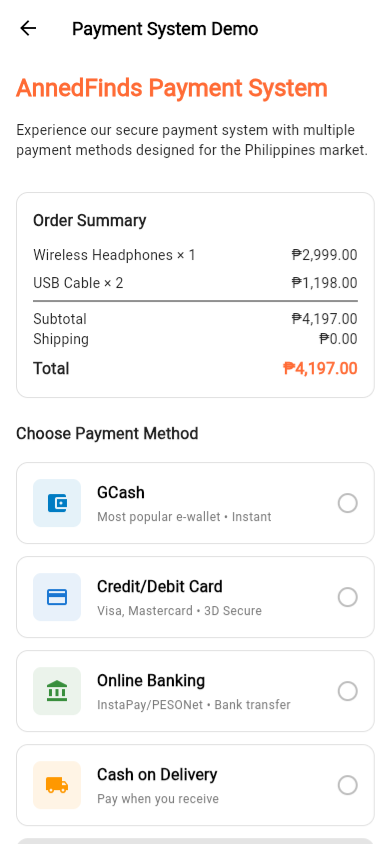 Payment System Demo
AnnedFinds Payment System
Experience our secure payment system with multiple
payment methods designed for the Philippines market.
Order Summary
Wireless Headphones × 1 ₱2,999.00
USB Cable × 2 ₱1,198.00
Subtotal ₱4,197.00
Shipping ₱0.00
Total ₱4,197.00
Choose Payment Method
GCash
Most popular e-wallet • Instant
Credit/Debit Card
Visa, Mastercard • 3D Secure
Online Banking
InstaPay/PESONet • Bank transfer
Cash on Delivery
Pay when you receive